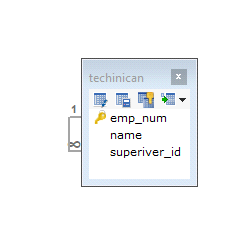 techinican x
1
emp_num
name
superiver_id
∞